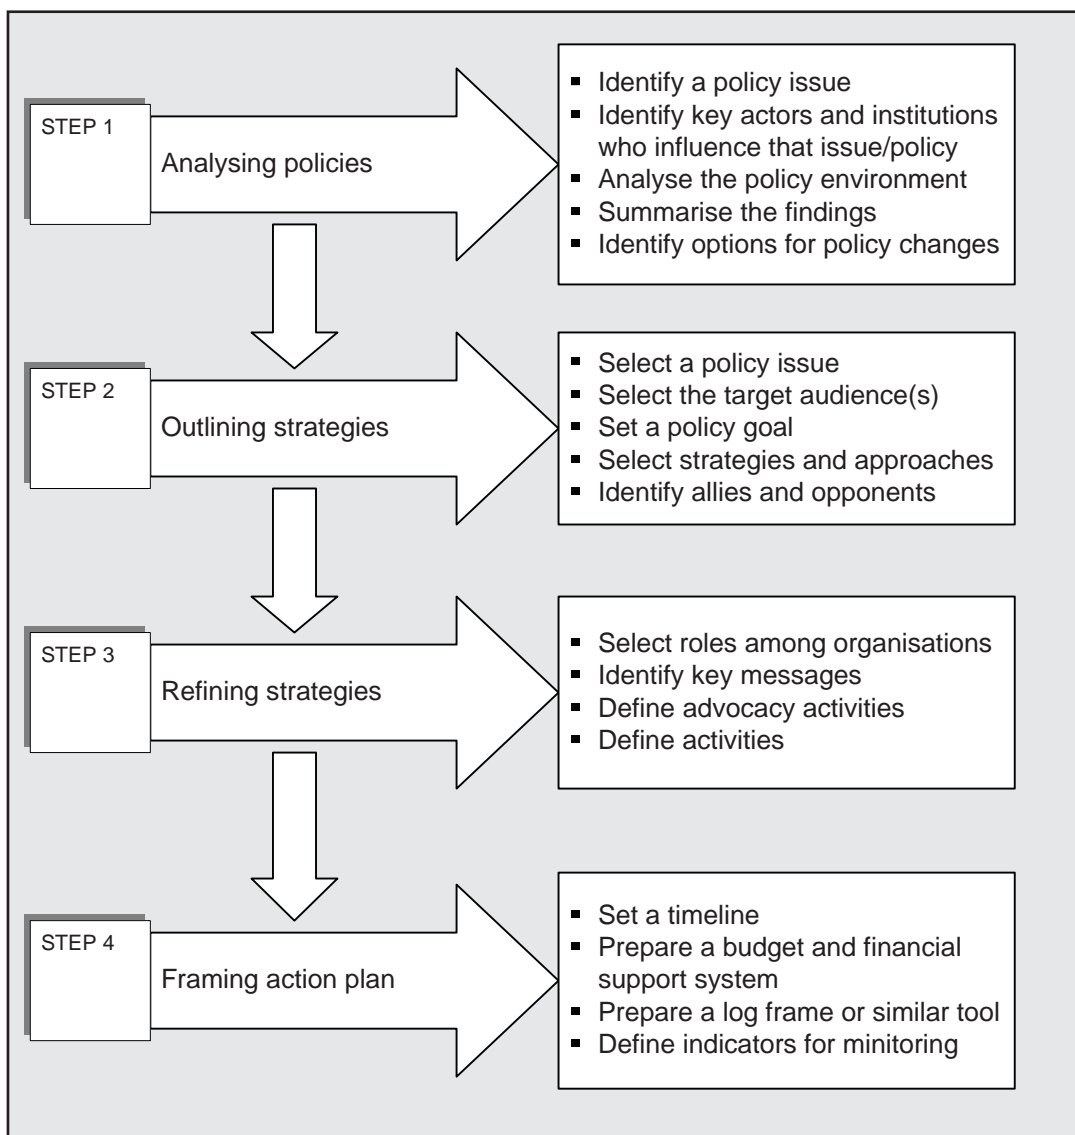 STEP 1
Analysing policies
▪ Identify a policy issue
▪ Identify key actors and institutions
who influence that issue/policy
▪ Analyse the policy environment
▪ Summarise the findings
▪ Identify options for policy changes
STEP 2
Outlining strategies
▪ Select a policy issue
▪ Select the target audience(s)
▪ Set a policy goal
▪ Select strategies and approaches
▪ Identify allies and opponents
STEP 3
Refining strategies
▪ Select roles among organisations
▪ Identify key messages
▪ Define advocacy activities
▪ Define activities
STEP 4
Framing action plan
▪ Set a timeline
▪ Prepare a budget and financial
support system
▪ Prepare a log frame or similar tool
▪ Define indicators for minitoring